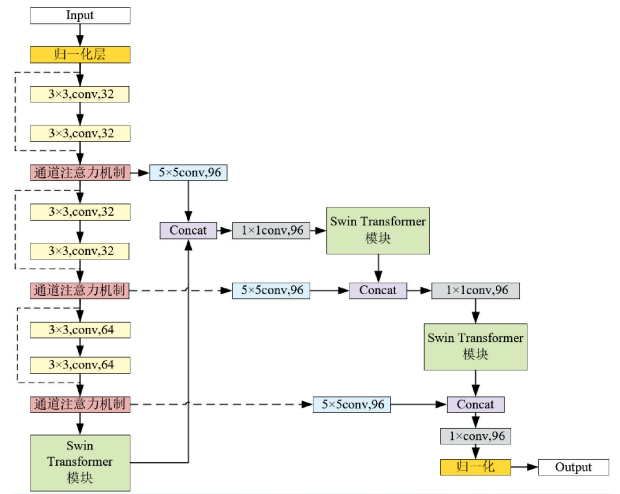 Input
归一化层
3×3,conv,32
3×3,conv,32
通道注意力机制
5×5conv,96
3×3,conv,32
3×3,conv,32
Concat
1×1conv,96
Swin Transformer
模块
通道注意力机制
5×5conv,96
Concat
1×1conv,96
3×3,conv,64
3×3,conv,64
Swin Transformer
模块
通道注意力机制
5×5conv,96
Concat
1×conv,96
Swin
Transformer
模块
归一化
Output